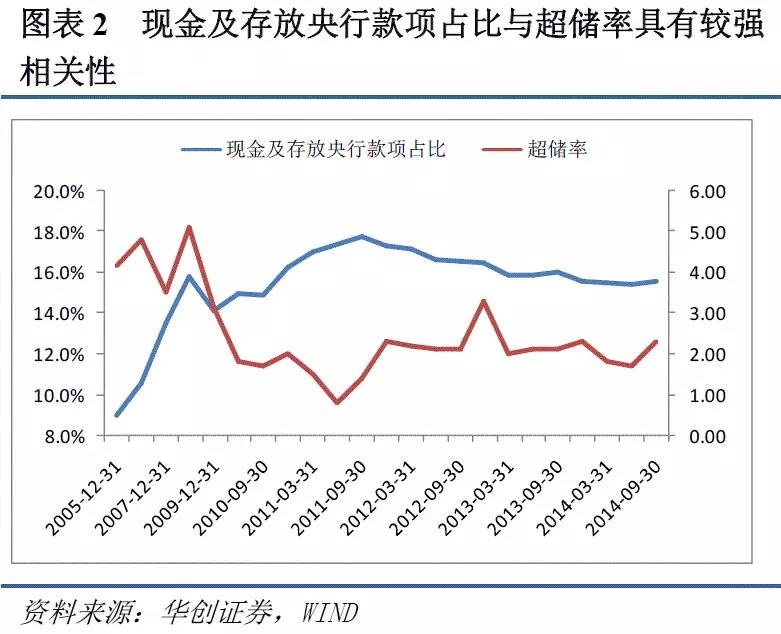 图表 2 现金及存放央行款项占比与超储率具有较强
相关性
现金及存放央行款项占比 超储率
20.0% 6.00
18.0% 5.00
16.0% 4.00
14.0% 3.00
12.0% 2.00
10.0% 1.00
8.0% 0.00
2005-12-31 2007-12-31 2009-12-31 2010-09-30 2011-03-31 2011-09-30 2012-03-31 2012-09-30 2013-03-31 2013-09-30 2014-03-31 2014-09-30
资料来源：华创证券，WIND